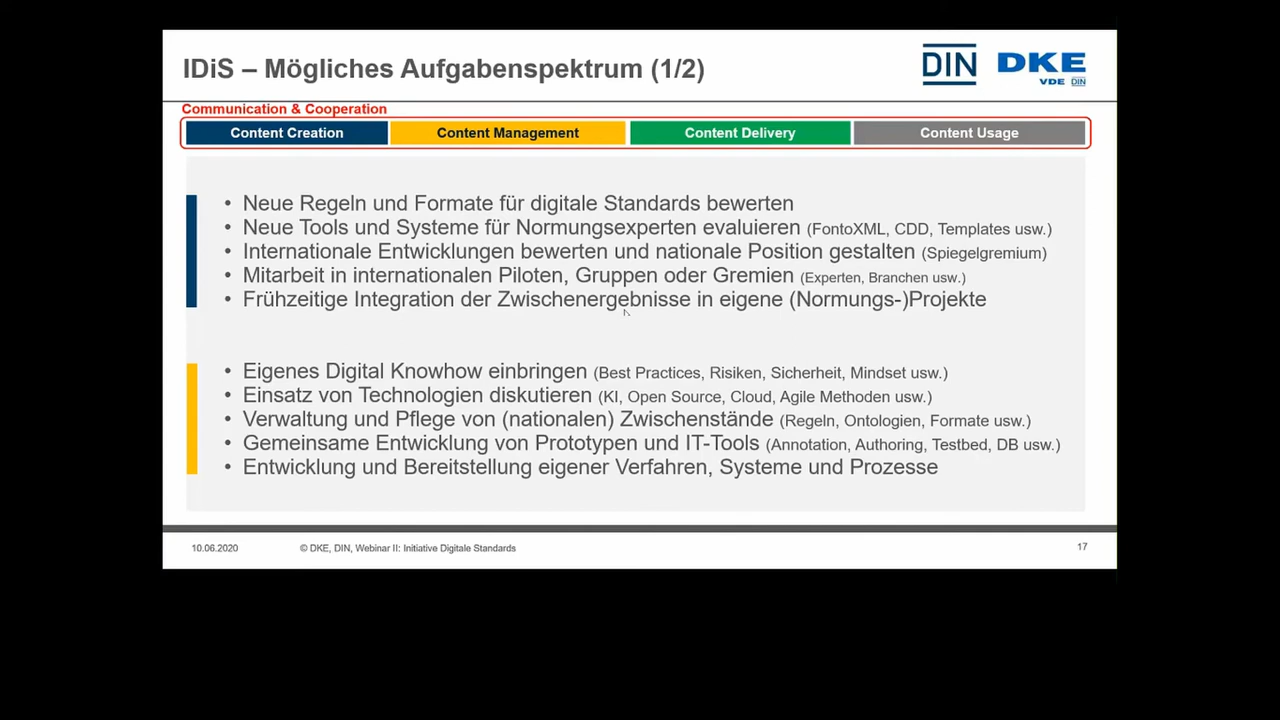 IDiS – Mögliches Aufgabenspektrum (1/2)
DIN
DKE
VDE DIN
Communication & Cooperation
Content Creation
Content Management
Content Delivery
Content Usage
• Neue Regeln und Formate für digitale Standards bewerten
• Neue Tools und Systeme für Normungsexperten evaluieren (FontoXML, CDD, Templates usw.)
• Internationale Entwicklungen bewerten und nationale Position gestalten (Spiegelgremium)
• Mitarbeit in internationalen Piloten, Gruppen oder Gremien (Experten, Branchen usw.)
• Frühzeitige Integration der Zwischenergebnisse in eigene (Normungs-)Projekte
• Eigenes Digital Knowhow einbringen (Best Practices, Risiken, Sicherheit, Mindset usw.)
• Einsatz von Technologien diskutieren (KI, Open Source, Cloud, Agile Methoden usw.)
• Verwaltung und Pflege von (nationalen) Zwischenstände (Regeln, Ontologien, Formate usw.)
• Gemeinsame Entwicklung von Prototypen und IT-Tools (Annotation, Authoring, Testbed, DB usw.)
• Entwicklung und Bereitstellung eigener Verfahren, Systeme und Prozesse
10.06.2020
© DKE, DIN, Webinar II: Initiative Digitale Standards
17